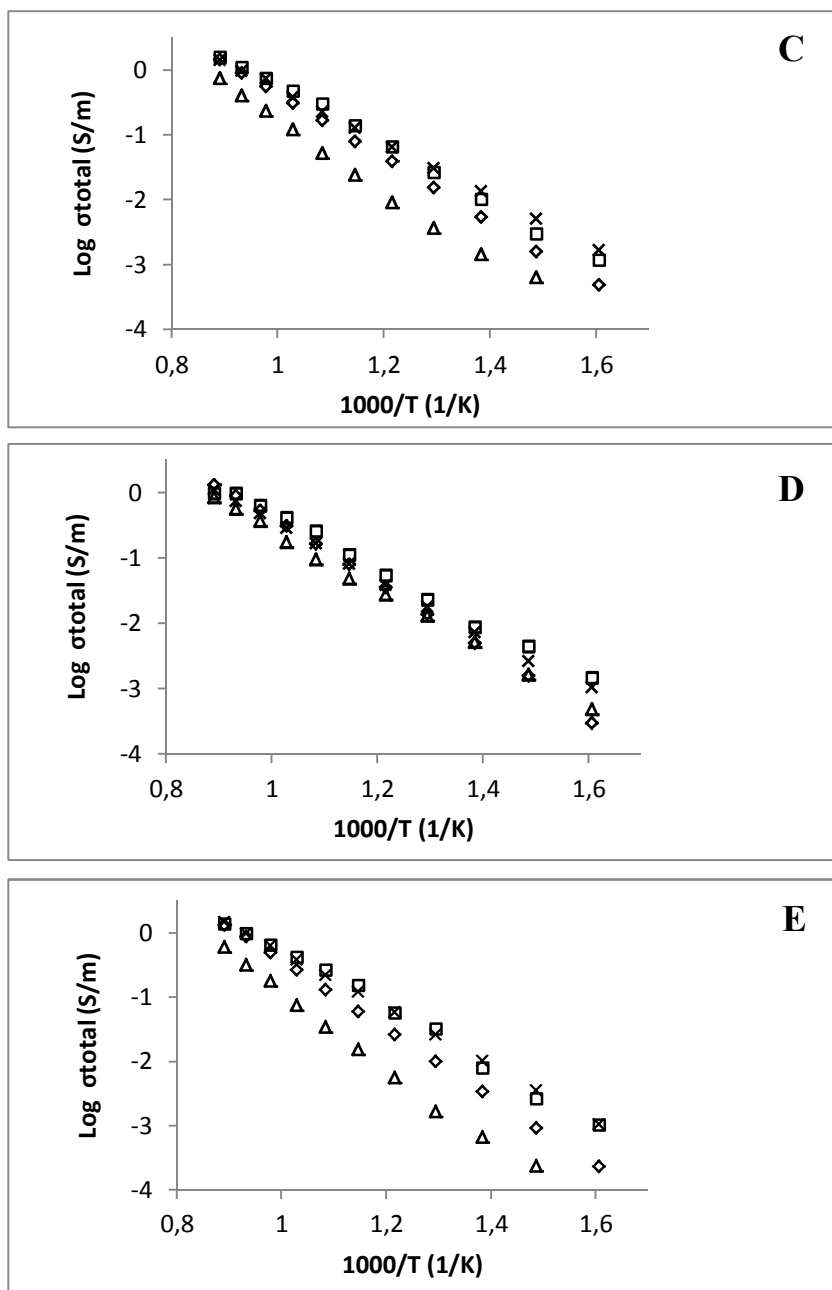 C
0
-1
-2
-3
-4
Log σtotal (S/m)
0,8 1 1,2 1,4 1,6
1000/T (1/K)
D
0
-1
-2
-3
-4
Log σtotal (S/m)
0,8 1 1,2 1,4 1,6
1000/T (1/K)
E
0
-1
-2
-3
-4
Log σtotal (S/m)
0,8 1 1,2 1,4 1,6
1000/T (1/K)